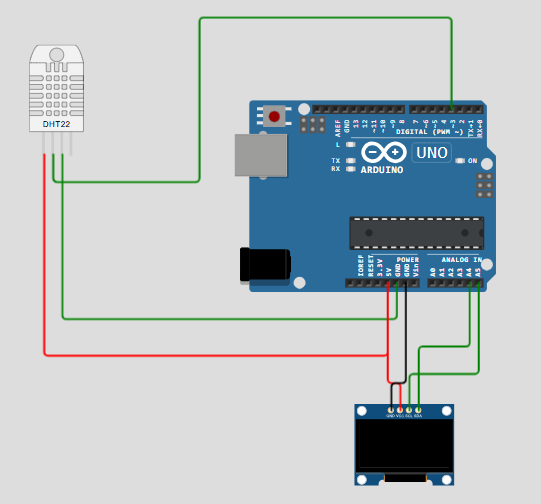 DHT22
AREF
GND
13
12
~11
~10
~9
8
7
~6
~5
4
~3
2
TX→1
RX←0
DIGITAL (PWM ~)
L
TX
RX
UNO
ON
ARDUINO
POWER
ANALOG IN
IOREF
RESET
3.3V
5V
GND
GND
Vin
A0
A1
A2
A3
A4
A5
GND VCC SCL SDA